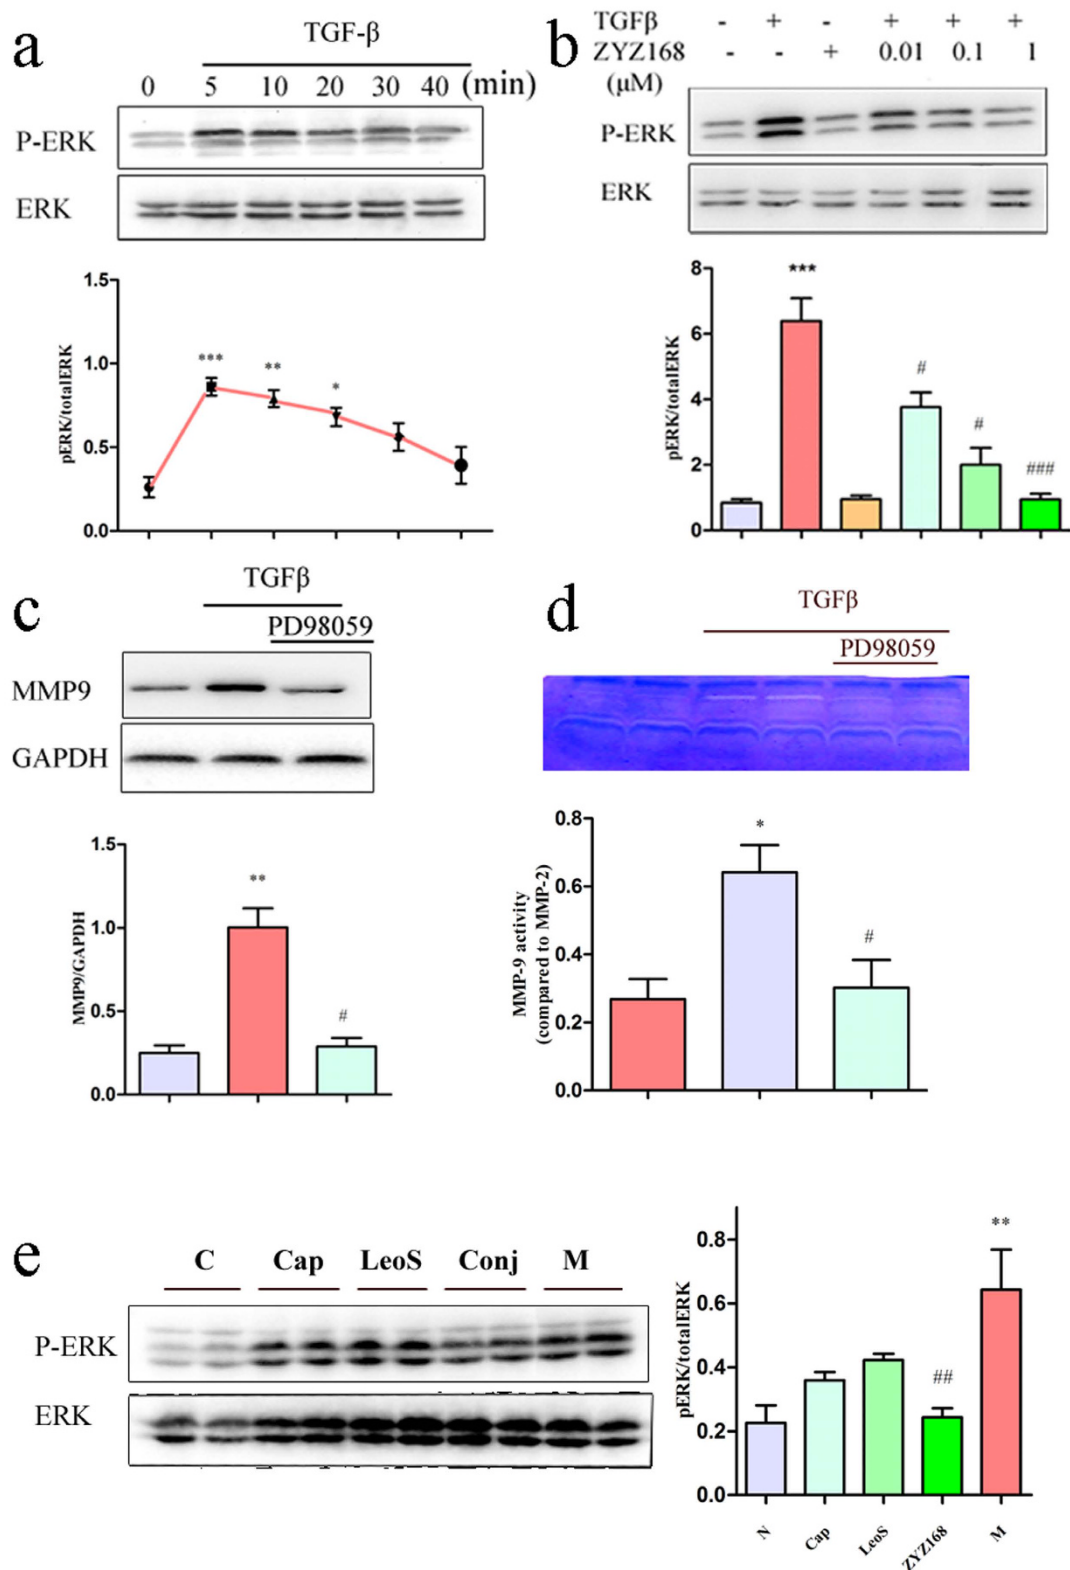 a
TGF-β
0 5 10 20 30 40 (min)
P-ERK
ERK
1.5
1.0
0.5
0.0
pERK/totalERK
*** ** *
b
TGFβ - + - + + +
ZYZ168 - - + 0.01 0.1 1
(μM)
P-ERK
ERK
8
6
4
2
0
pERK/totalERK
*** # # ###
c
TGFβ
PD98059
MMP9
GAPDH
1.5
1.0
0.5
0.0
MMP9/GAPDH
** #
d
TGFβ
PD98059
0.8
0.6
0.4
0.2
0.0
MMP-9 activity
(compared to MMP-2)
* #
e
C Cap LeoS Conj M
P-ERK
ERK
0.8
0.6
0.4
0.2
0.0
pERK/totalERK
## **
N Cap LeoS ZYZ168 M